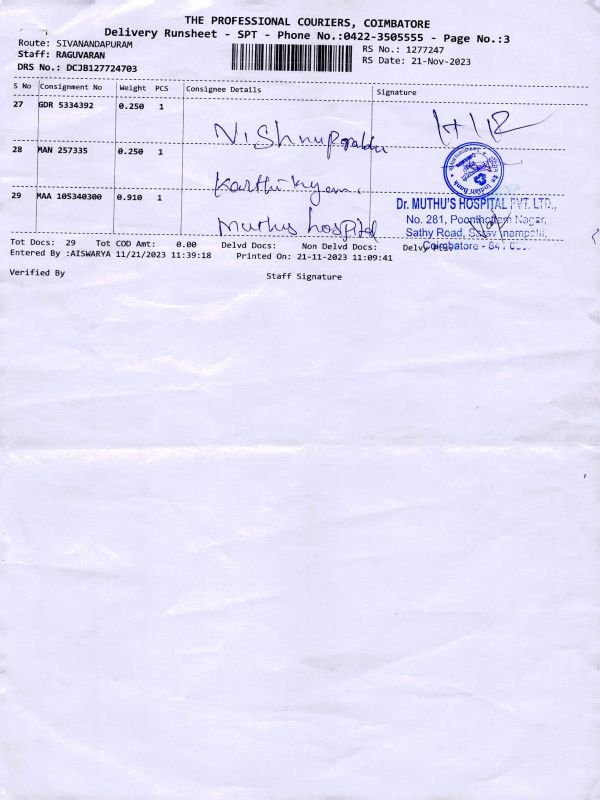 THE PROFESSIONAL COURIERS, COIMBATORE
Delivery Runsheet - SPT - Phone No.:0422-3505555 - Page No.:3
Route: SIVANANDAPURAM
RS No.: 1277247
Staff: RAGUVARAN
RS Date: 21-Nov-2023
DRS No.: DCJB127724703
S No Consignment No Weight PCS Consignee Details Signature
27 GDR 5334392 0.250 1
Vishnuprabhu
28 MAN 257335 0.250 1
29 MAA 105340300 0.910 1
Muthus hospital
Dr. MUTHU'S HOSPITAL PVT. LTD.,
No. 281, Poonthottam Nagar,
Sathy Road,
Coimbatore -
Tot Docs: 29 Tot COD Amt: 0.00 Delvd Docs: Non Delvd Docs:
Entered By :AISWARYA 11/21/2023 11:39:18 Printed On: 21-11-2023 11:09:41
Verified By
Staff Signature